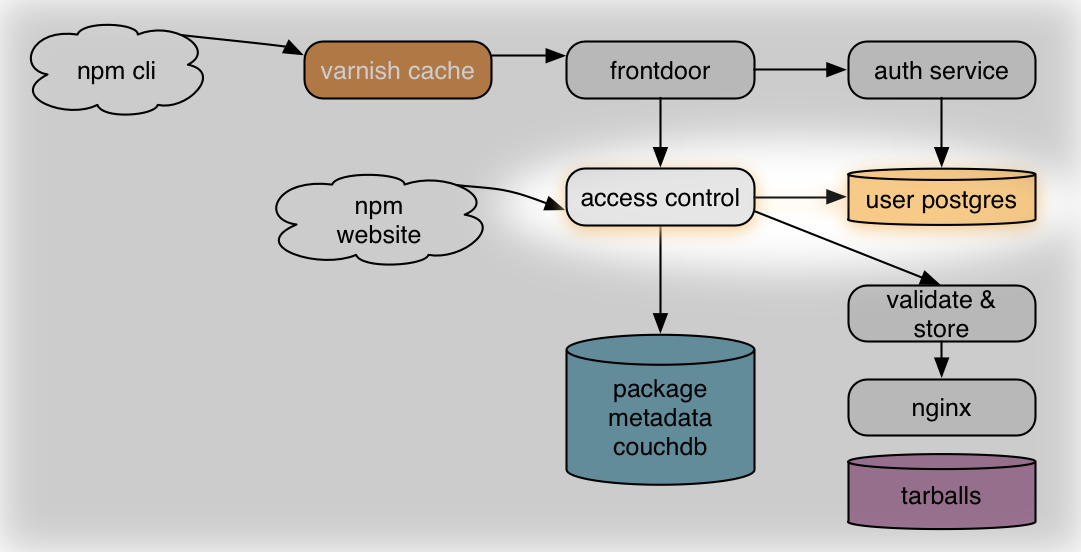 npm cli
varnish cache
frontdoor
auth service
npm
website
access control
user postgres
validate &
store
package
metadata
couchdb
nginx
tarballs